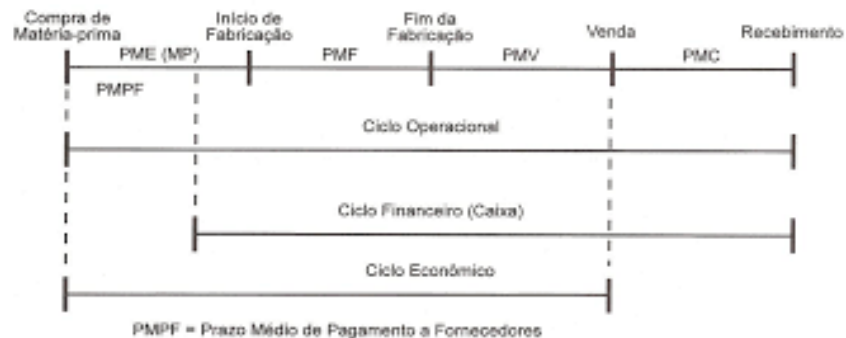 Compra de
Matéria-prima
Início de
Fabricação
Fim da
Fabricação
Venda
Recebimento
PME (MP)
PMF
PMV
PMC
PMPF
Ciclo Operacional
Ciclo Financeiro (Caixa)
Ciclo Econômico
PMPF = Prazo Médio de Pagamento a Fornecedores